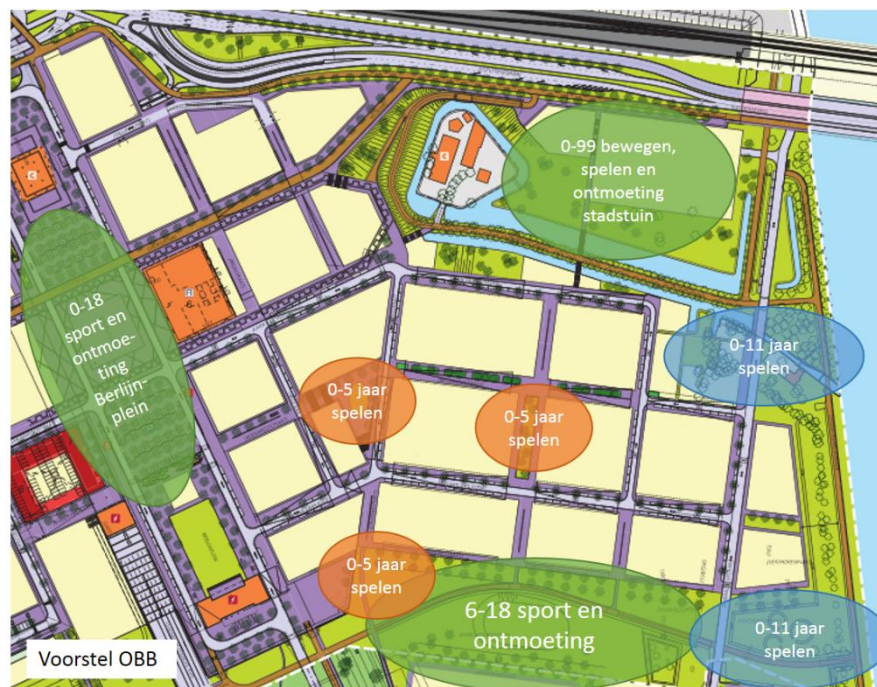 0-99 bewegen,
spelen en
ontmoeting
stadstuin
0-18
sport en
ontmoe-
ting
Berlijn-
plein
0-11 jaar
spelen
0-5 jaar
spelen
0-5 jaar
spelen
0-5 jaar
spelen
6-18 sport en
ontmoeting
0-11 jaar
spelen
Voorstel OBB